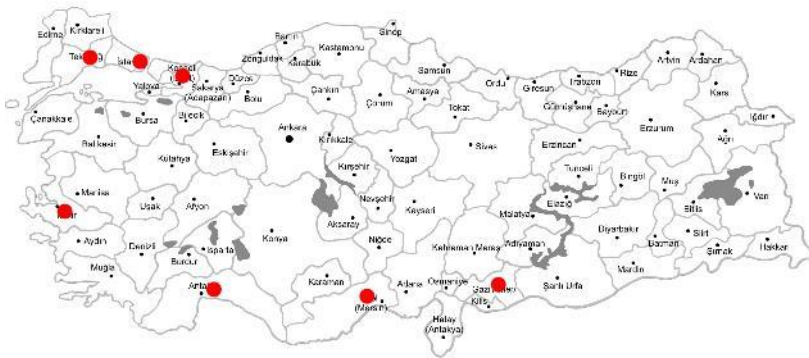 Edirne
Kırklareli
Bartın
Sinop
Kastamonu
Zonguldak
Karabük
Samsun
Artvin
Ardahan
Rize
Trabzon
Ordu
Giresun
Kars
Yalova
Sakarya
(Adapazarı)
Düzce
Bolu
Çankırı
Çorum
Amasya
Tokat
Gümüşhane
Bayburt
Iğdır
Çanakkale
Bursa
Bilecik
Ankara
Kırıkkale
Erzurum
Ağrı
Balıkesir
Eskişehir
Yozgat
Sivas
Erzincan
Kütahya
Kırşehir
Tunceli
Bingöl
Muş
Van
Manisa
Uşak
Afyon
Nevşehir
Kayseri
Elazığ
Bitlis
Aksaray
Malatya
Aydın
Denizli
Isparta
Konya
Niğde
Kahraman Maraş
Adıyaman
Diyarbakır
Batman
Siirt
Şırnak
Hakkari
Burdur
Muğla
Karaman
Adana
Osmaniye
Şanlı Urfa
Mardin
(Mersin)
Kilis
Hatay
(Antakya)